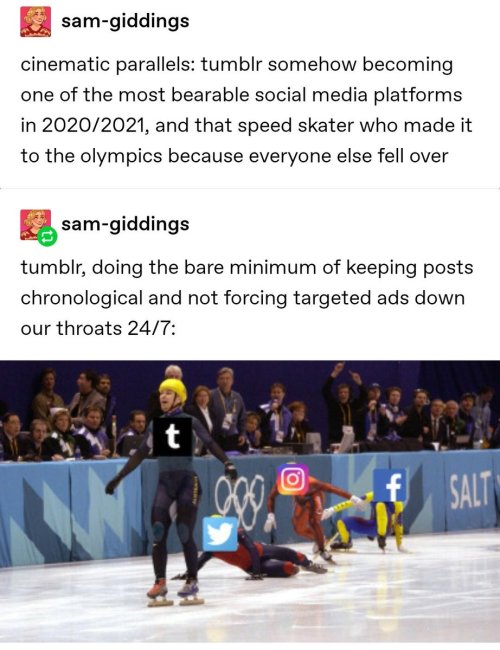 sam-giddings
cinematic parallels: tumblr somehow becoming
one of the most bearable social media platforms
in 2020/2021, and that speed skater who made it
to the olympics because everyone else fell over
sam-giddings
tumblr, doing the bare minimum of keeping posts
chronological and not forcing targeted ads down
our throats 24/7:
t
f
SALT